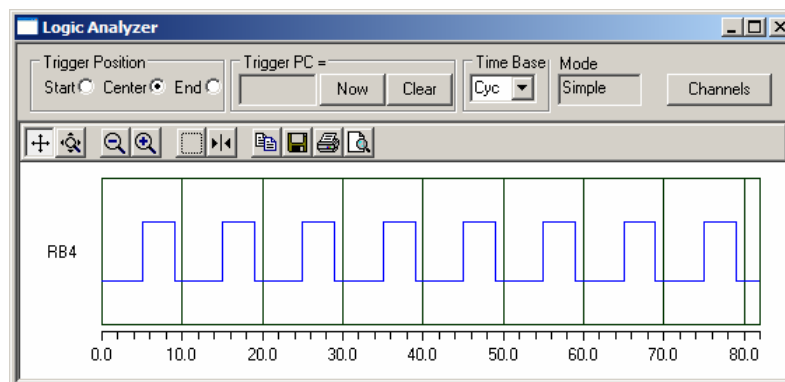 Logic Analyzer
Trigger Position
Start Center End
Trigger PC =
Now Clear
Time Base
Cyc
Mode
Simple
Channels
RB4
0.0 10.0 20.0 30.0 40.0 50.0 60.0 70.0 80.0